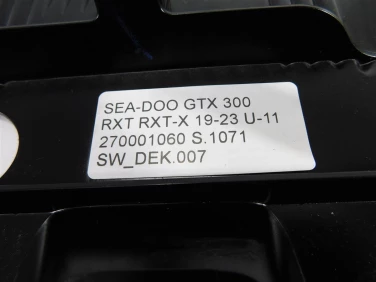 SEA-DOO GTX 300
RXT RXT-X 19-23 U-11
270001060 S.1071
SW_DEK.007